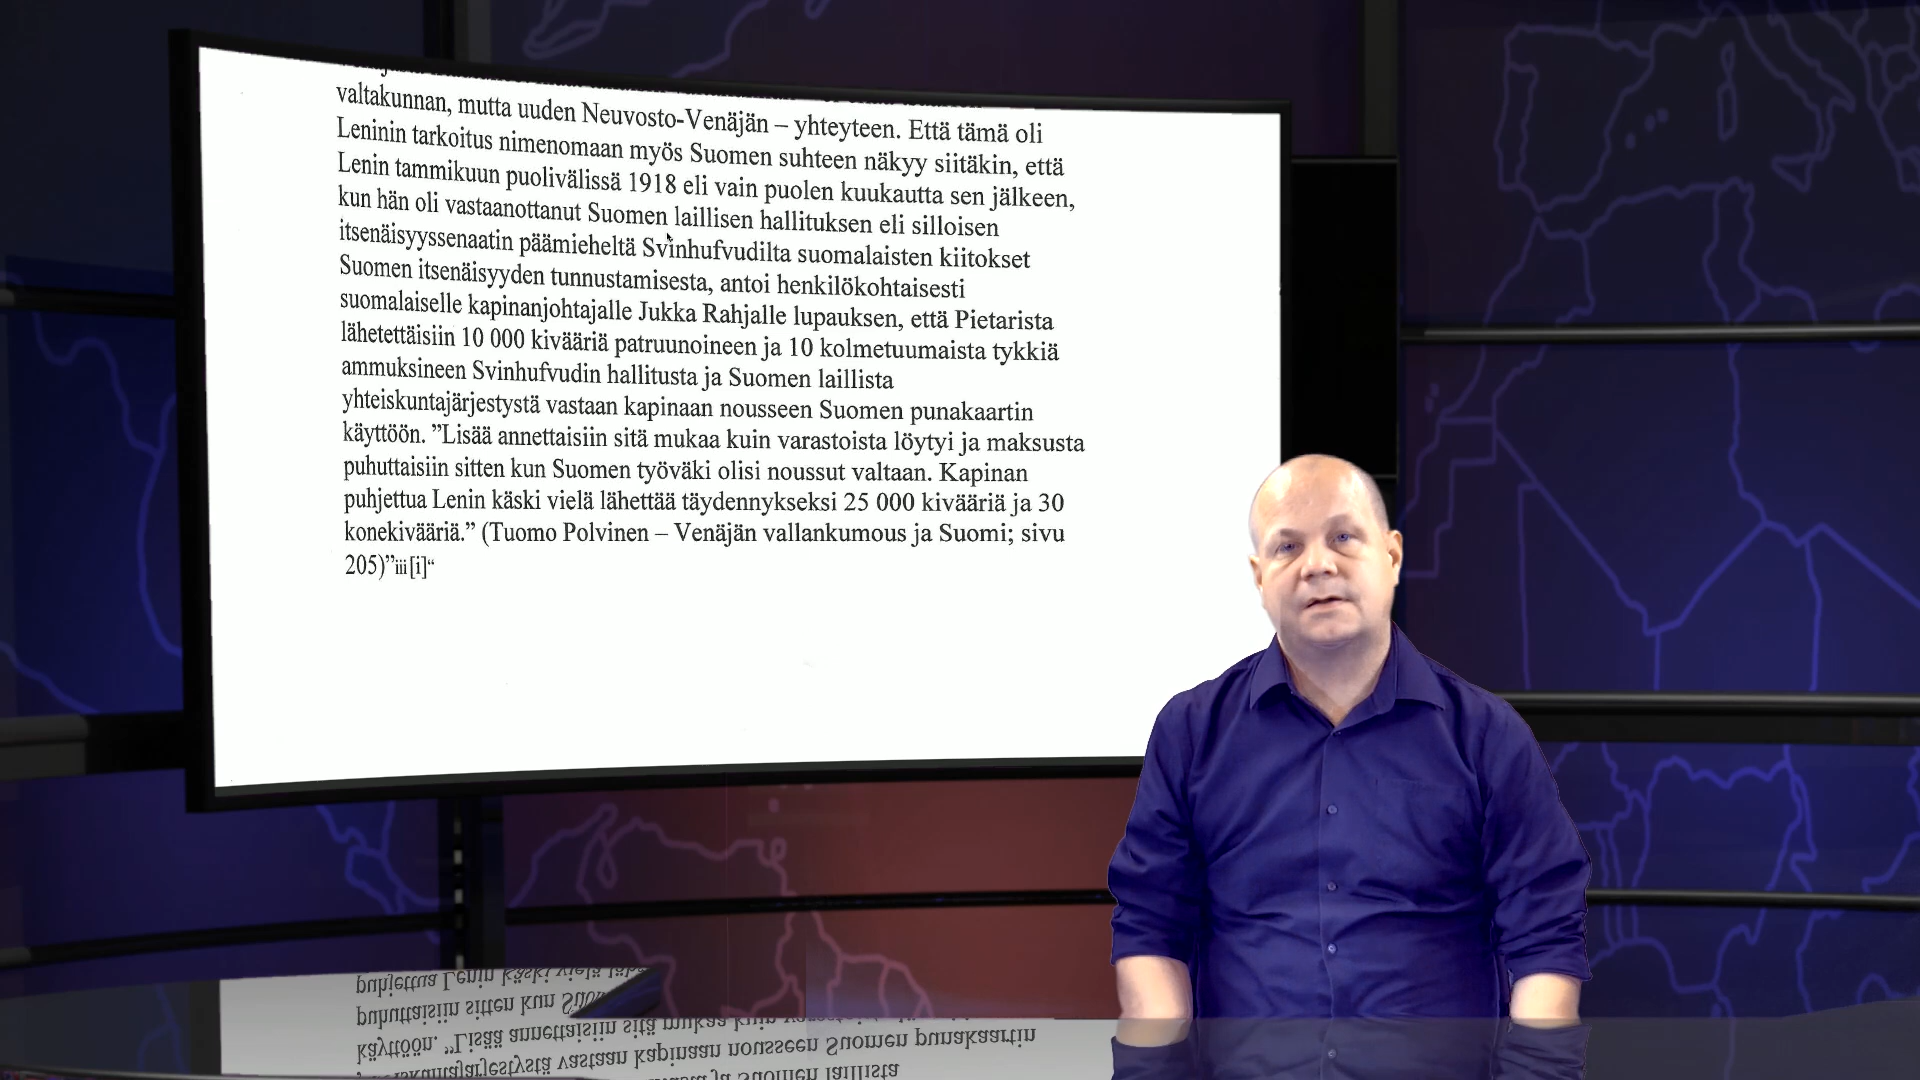 valtakunnan, mutta uuden Neuvosto-Venäjän – yhteyteen. Että tämä oli
Leninin tarkoitus nimenomaan myös Suomen suhteen näkyy siitäkin, että
Lenin tammikuun puolivälissä 1918 eli vain puolen kuukautta sen jälkeen,
kun hän oli vastaanottanut Suomen laillisen hallituksen eli silloisen
itsenäisyyssenaatin päämieheltä Svinhufvudilta suomalaisten kiitokset
Suomen itsenäisyyden tunnustamisesta, antoi henkilökohtaisesti
suomalaiselle kapinanjohtajalle Jukka Rahjalle lupauksen, että Pietarista
lähetettäisiin 10 000 kivääriä patruunoineen ja 10 kolmetuumaista tykkiä
ammuksineen Svinhufvudin hallitusta ja Suomen laillista
yhteiskuntajärjestystä vastaan kapinaan nousseen Suomen punakaartin
käyttöön. ”Lisää annettaisiin sitä mukaa kuin varastoista löytyi ja maksusta
puhuttaisiin sitten kun Suomen työväki olisi noussut valtaan. Kapinan
puhjettua Lenin käski vielä lähettää täydennykseksi 25 000 kivääriä ja 30
konekivääriä.” (Tuomo Polvinen – Venäjän vallankumous ja Suomi; sivu
205)”iii[i]“